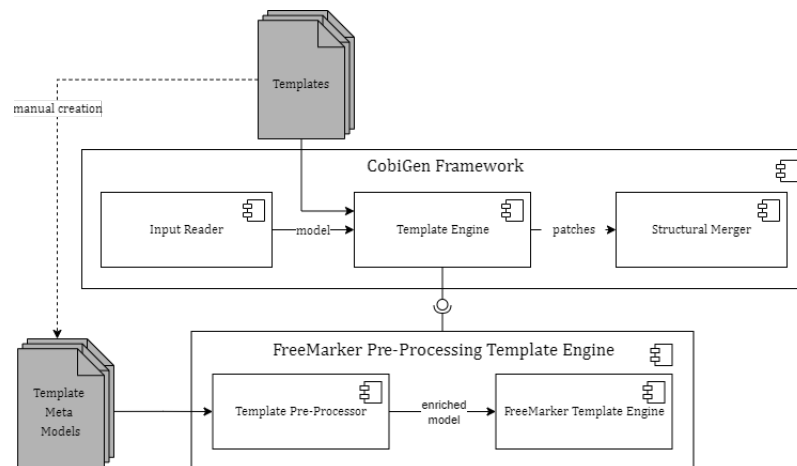 Templates
manual creation
CobiGen Framework
Input Reader
model
Template Engine
patches
Structural Merger
FreeMarker Pre-Processing Template Engine
Template
Meta
Models
Template Pre-Processor
enriched
model
FreeMarker Template Engine